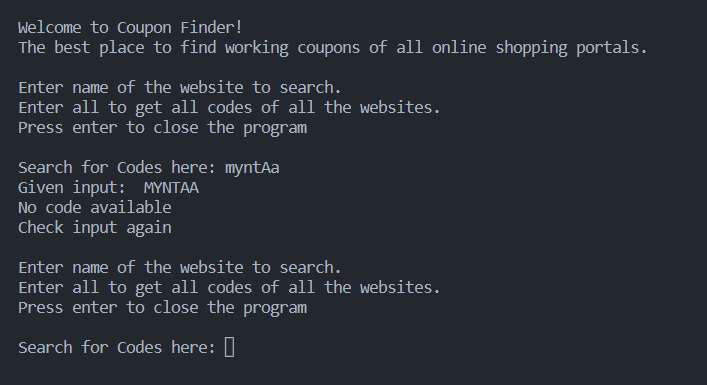 Welcome to Coupon Finder!
The best place to find working coupons of all online shopping portals.
Enter name of the website to search.
Enter all to get all codes of all the websites.
Press enter to close the program
Search for Codes here: myntAa
Given input:  MYNTAA
No code available
Check input again
Enter name of the website to search.
Enter all to get all codes of all the websites.
Press enter to close the program
Search for Codes here: